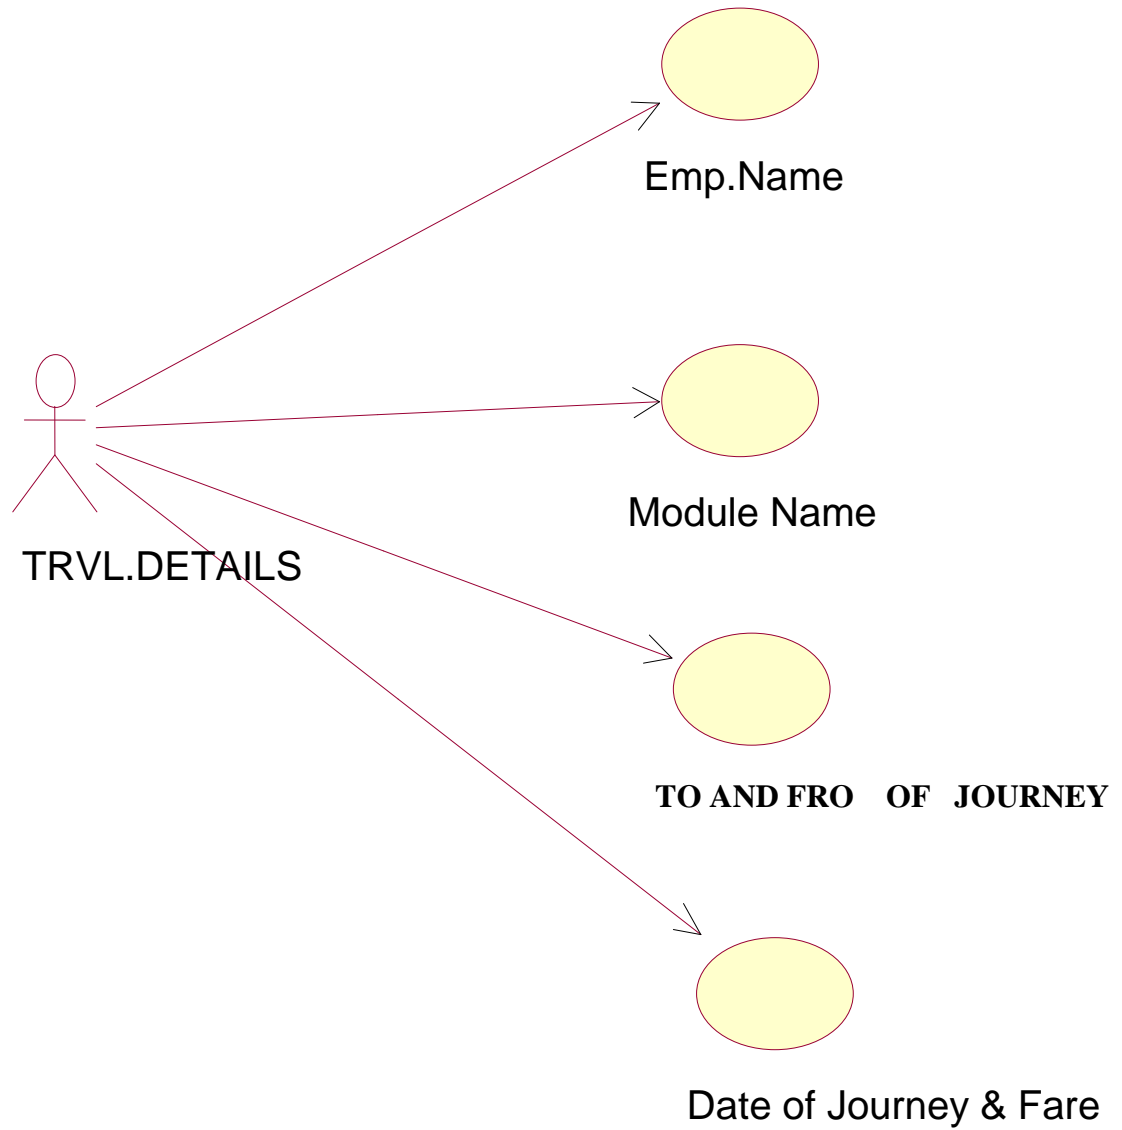 Emp.Name
Module Name
TRVL.DETAILS
TO AND FRO OF JOURNEY
Date of Journey & Fare